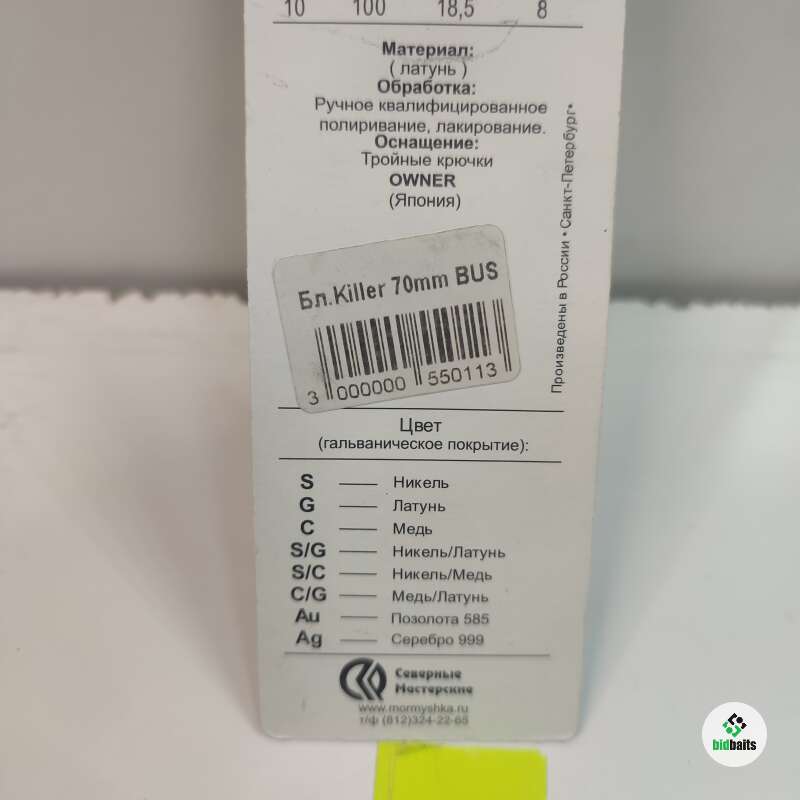 10 100 18,5 8
Материал:
( латунь )
Обработка:
Ручное квалифицированное
полиривание, лакирование.
Оснащение:
Тройные крючки
OWNER
(Япония)
Произведены в России • Санкт-Петербург•
Бл.Killer 70mm BUS
3 000000 550113
Цвет
(гальваническое покрытие):
S — Никель
G — Латунь
C — Медь
S/G — Никель/Латунь
S/C — Никель/Медь
C/G — Медь/Латунь
Au — Позолота 585
Ag — Серебро 999
Северные
Мастерские
www.mormyshka.ru
т/ф (812)324-22-65
bidbaits